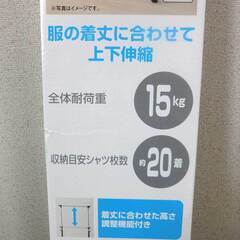 ※写真はイメージです。
服の着丈に合わせて
上下伸縮
全体耐荷重
15kg
収納目安シャツ枚数
約20着
着丈に合わせた高さ
調整機能付き